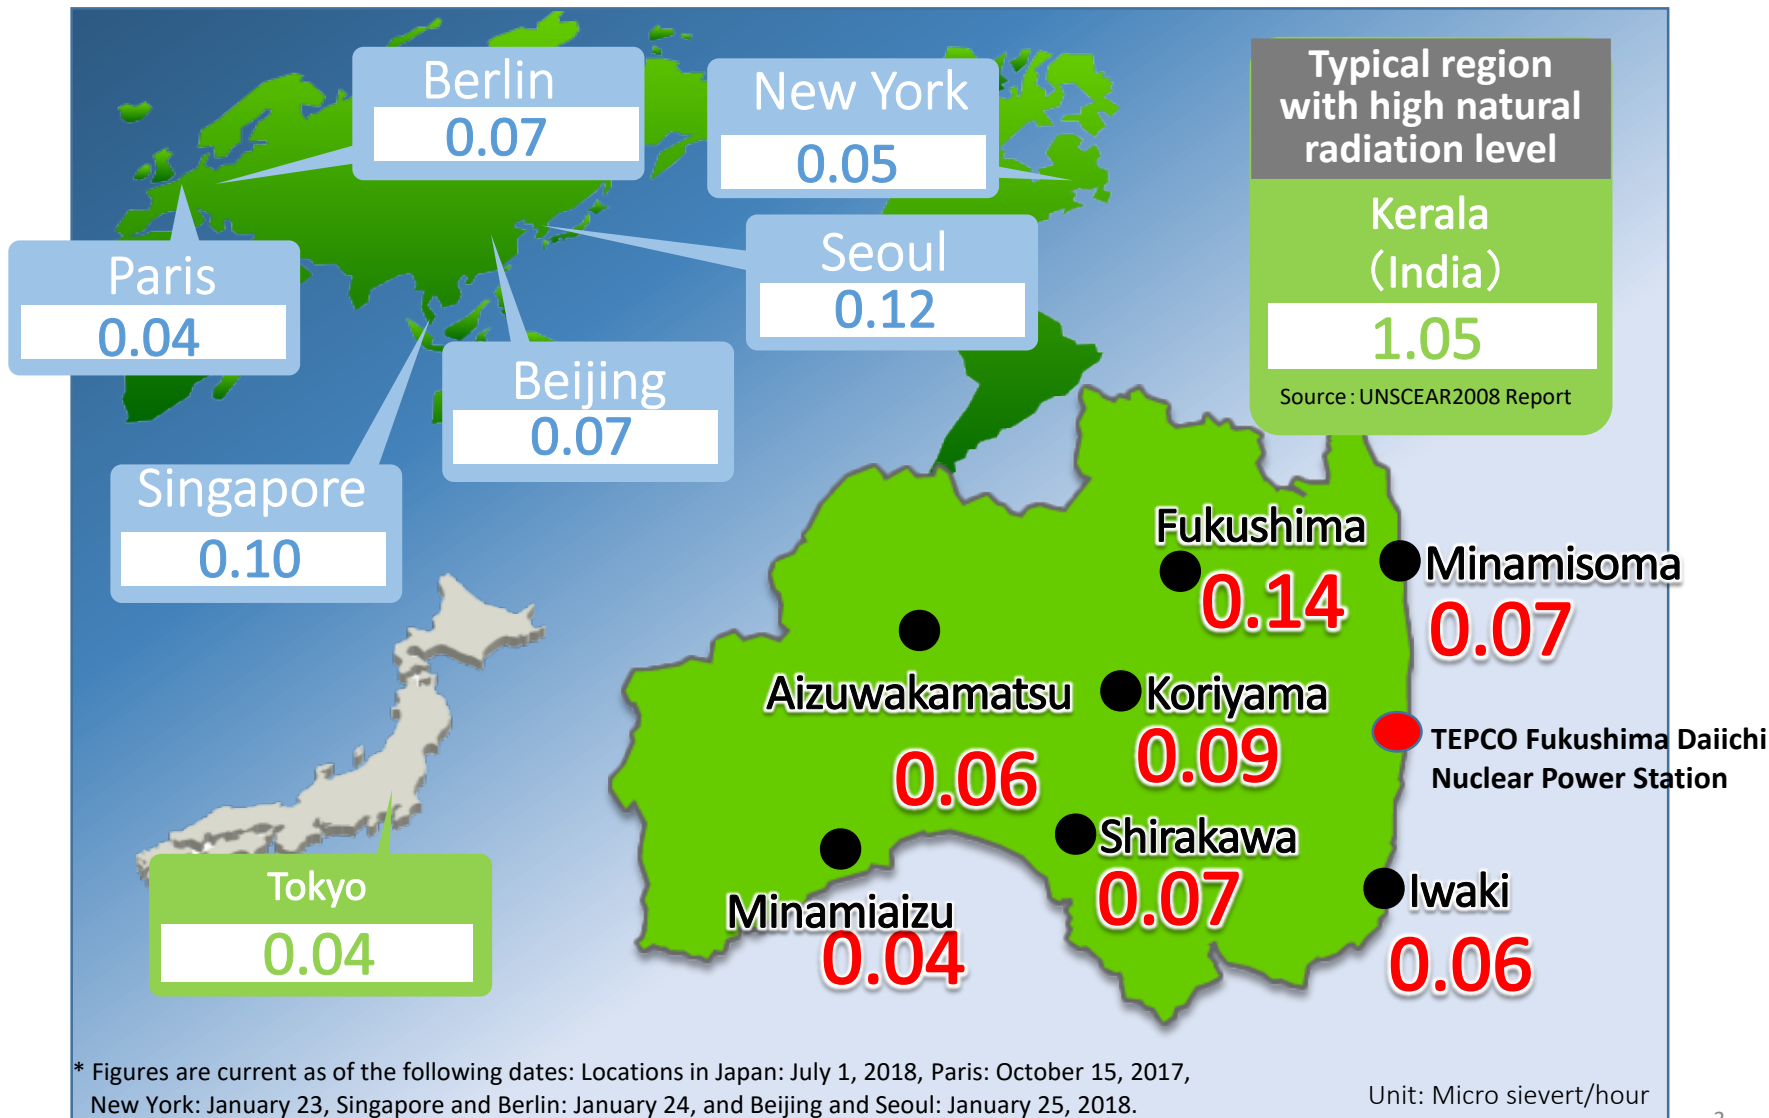 Berlin
0.07
New York
0.05
Typical region
with high natural
radiation level
Kerala
（India）
1.05
Source：UNSCEAR2008 Report
Paris
0.04
Seoul
0.12
Beijing
0.07
Singapore
0.10
Fukushima
0.14
Minamisoma
0.07
Aizuwakamatsu
0.06
Koriyama
0.09
TEPCO Fukushima Daiichi
Nuclear Power Station
Shirakawa
0.07
Minamiaizu
0.04
Iwaki
0.06
Tokyo
0.04
* Figures are current as of the following dates: Locations in Japan: July 1, 2018, Paris: October 15, 2017,
New York: January 23, Singapore and Berlin: January 24, and Beijing and Seoul: January 25, 2018.
Unit: Micro sievert/hour